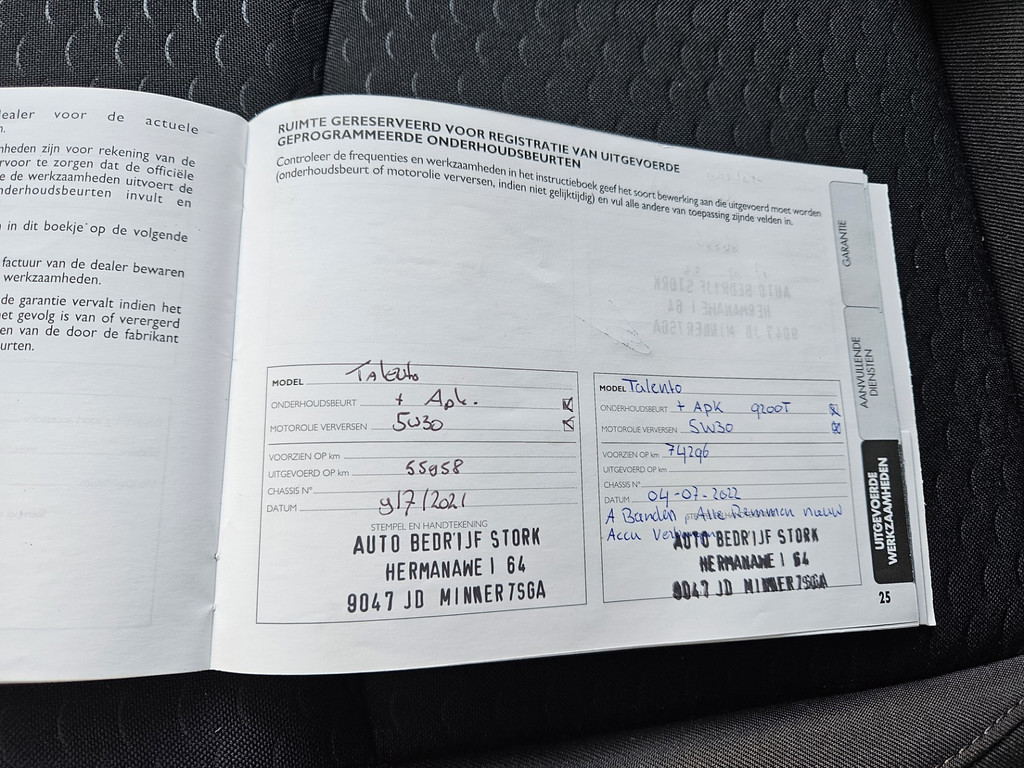 ealer voor de actuele
n.
nheden zijn voor rekening van de
rvoor te zorgen dat de officiële
e de werkzaamheden uitvoert de
nderhoudsbeurten invult en
n in dit boekje op de volgende
factuur van de dealer bewaren
werkzaamheden.
de garantie vervalt indien het
et gevolg is van of verergerd
en van de door de fabrikant
urten.
RUIMTE GERESERVEERD VOOR REGISTRATIE VAN UITGEVOERDE
GEPROGRAMMEERDE ONDERHOUDSBEURTEN
Controleer de frequenties en werkzaamheden in het instructieboek geef het soort bewerking aan die uitgevoerd moet worden
(onderhoudsbeurt of motorolie verversen, indien niet gelijktijdig) en vul alle andere van toepassing zijnde velden in.
MODEL Talento
ONDERHOUDSBEURT + Apk.
MOTOROLIE VERVERSEN 5W30
VOORZIEN OP km
UITGEVOERD OP km 55958
CHASSIS N°
DATUM 9/7/2021
STEMPEL EN HANDTEKENING
AUTO BEDRIJF STORK
HERMANAWE I 64
9047 JD MINNERTSGA
MODEL Talento
ONDERHOUDSBEURT + APK 9200T
MOTOROLIE VERVERSEN 5W30
VOORZIEN OP km 74296
UITGEVOERD OP km
CHASSIS N°
DATUM 04-07-2022
4 Banden, Alle Remmen nieuw
Accu
AUTO BEDRIJF STORK
HERMANAWE I 64
9047 JD MINNERTSGA
GARANTIE
AANVULLENDE
DIENSTEN
UITGEVOERDE
WERKZAAMHEDEN
25